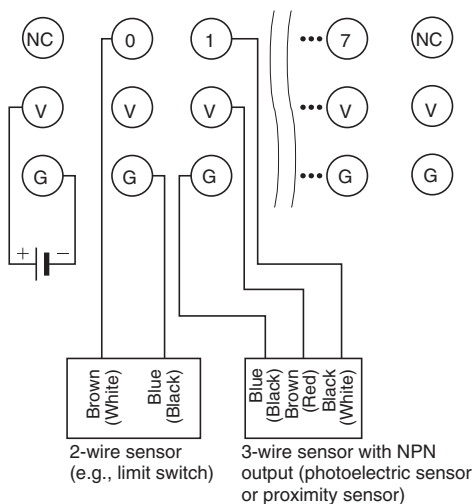 NC 0 1 ••• 7 NC
V V V ••• V V
G G G ••• G G
+ −
Brown
(White)
Blue
(Black)
Blue
(Black)
Brown
(Red)
Black
(White)
2-wire sensor
(e.g., limit switch)
3-wire sensor with NPN
output (photoelectric sensor
or proximity sensor)